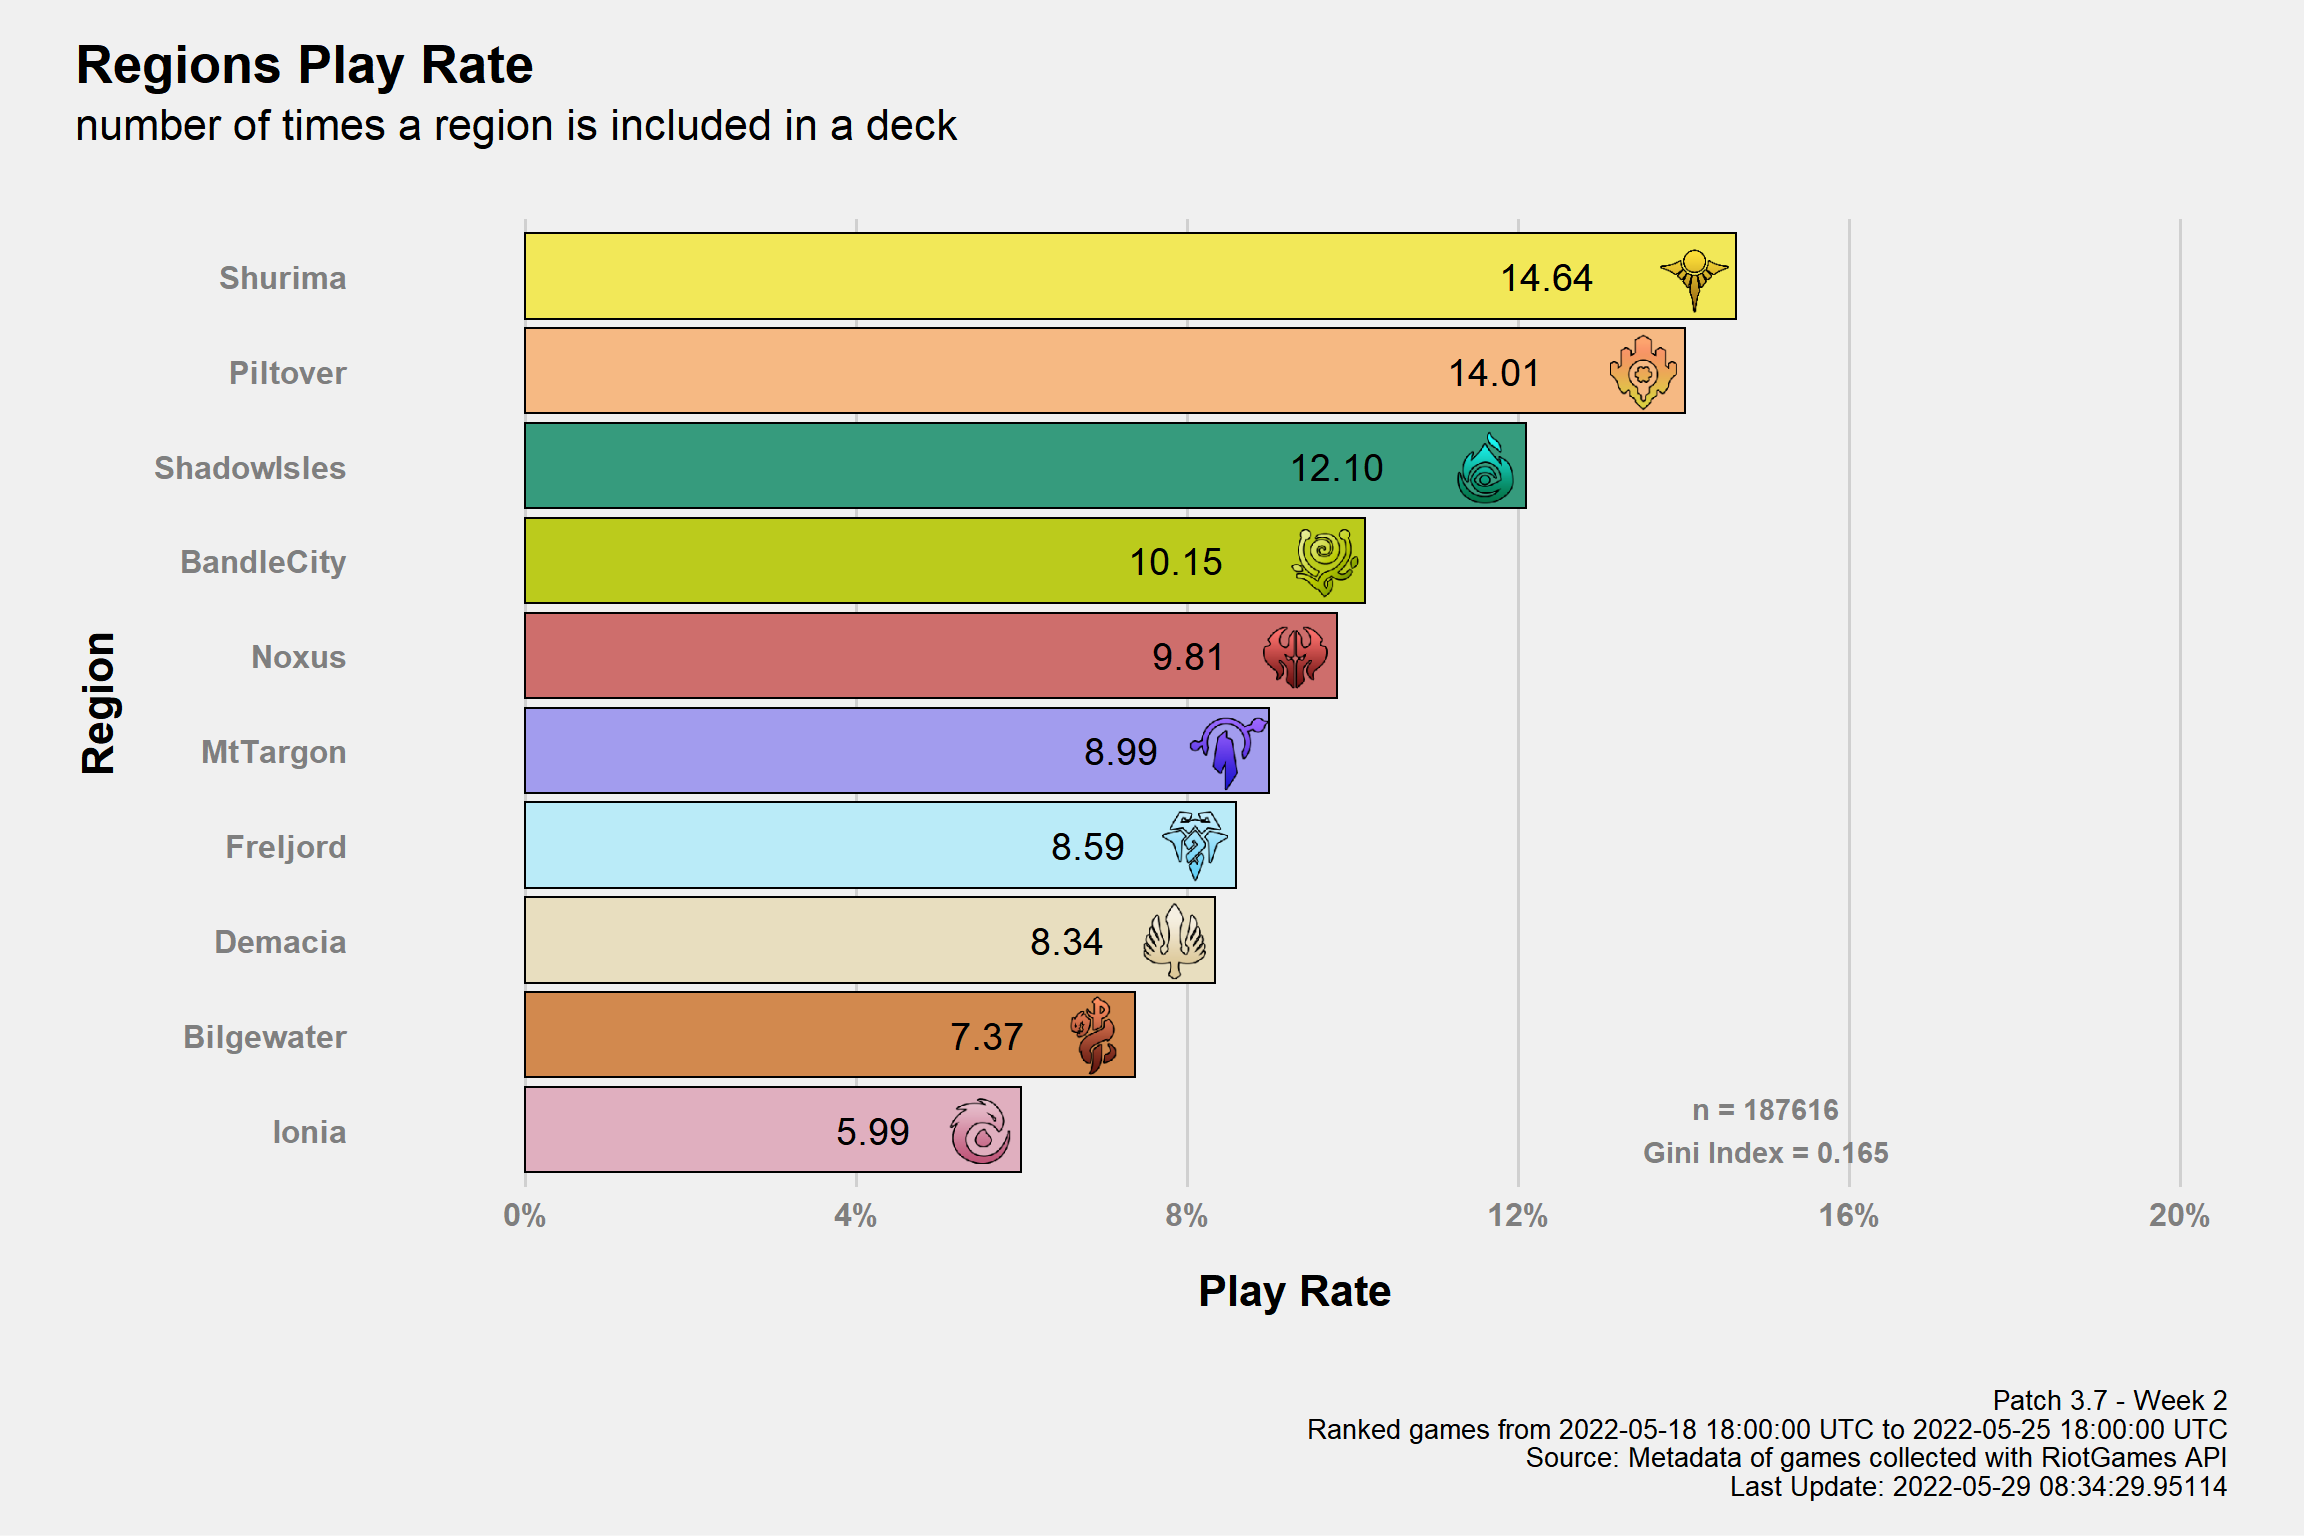 Regions Play Rate
number of times a region is included in a deck
Region
Shurima 14.64
Piltover 14.01
ShadowIsles 12.10
BandleCity 10.15
Noxus 9.81
MtTargon 8.99
Freljord 8.59
Demacia 8.34
Bilgewater 7.37
Ionia 5.99
n = 187616
Gini Index = 0.165
0% 4% 8% 12% 16% 20%
Play Rate
Patch 3.7 - Week 2
Ranked games from 2022-05-18 18:00:00 UTC to 2022-05-25 18:00:00 UTC
Source: Metadata of games collected with RiotGames API
Last Update: 2022-05-29 08:34:29.95114